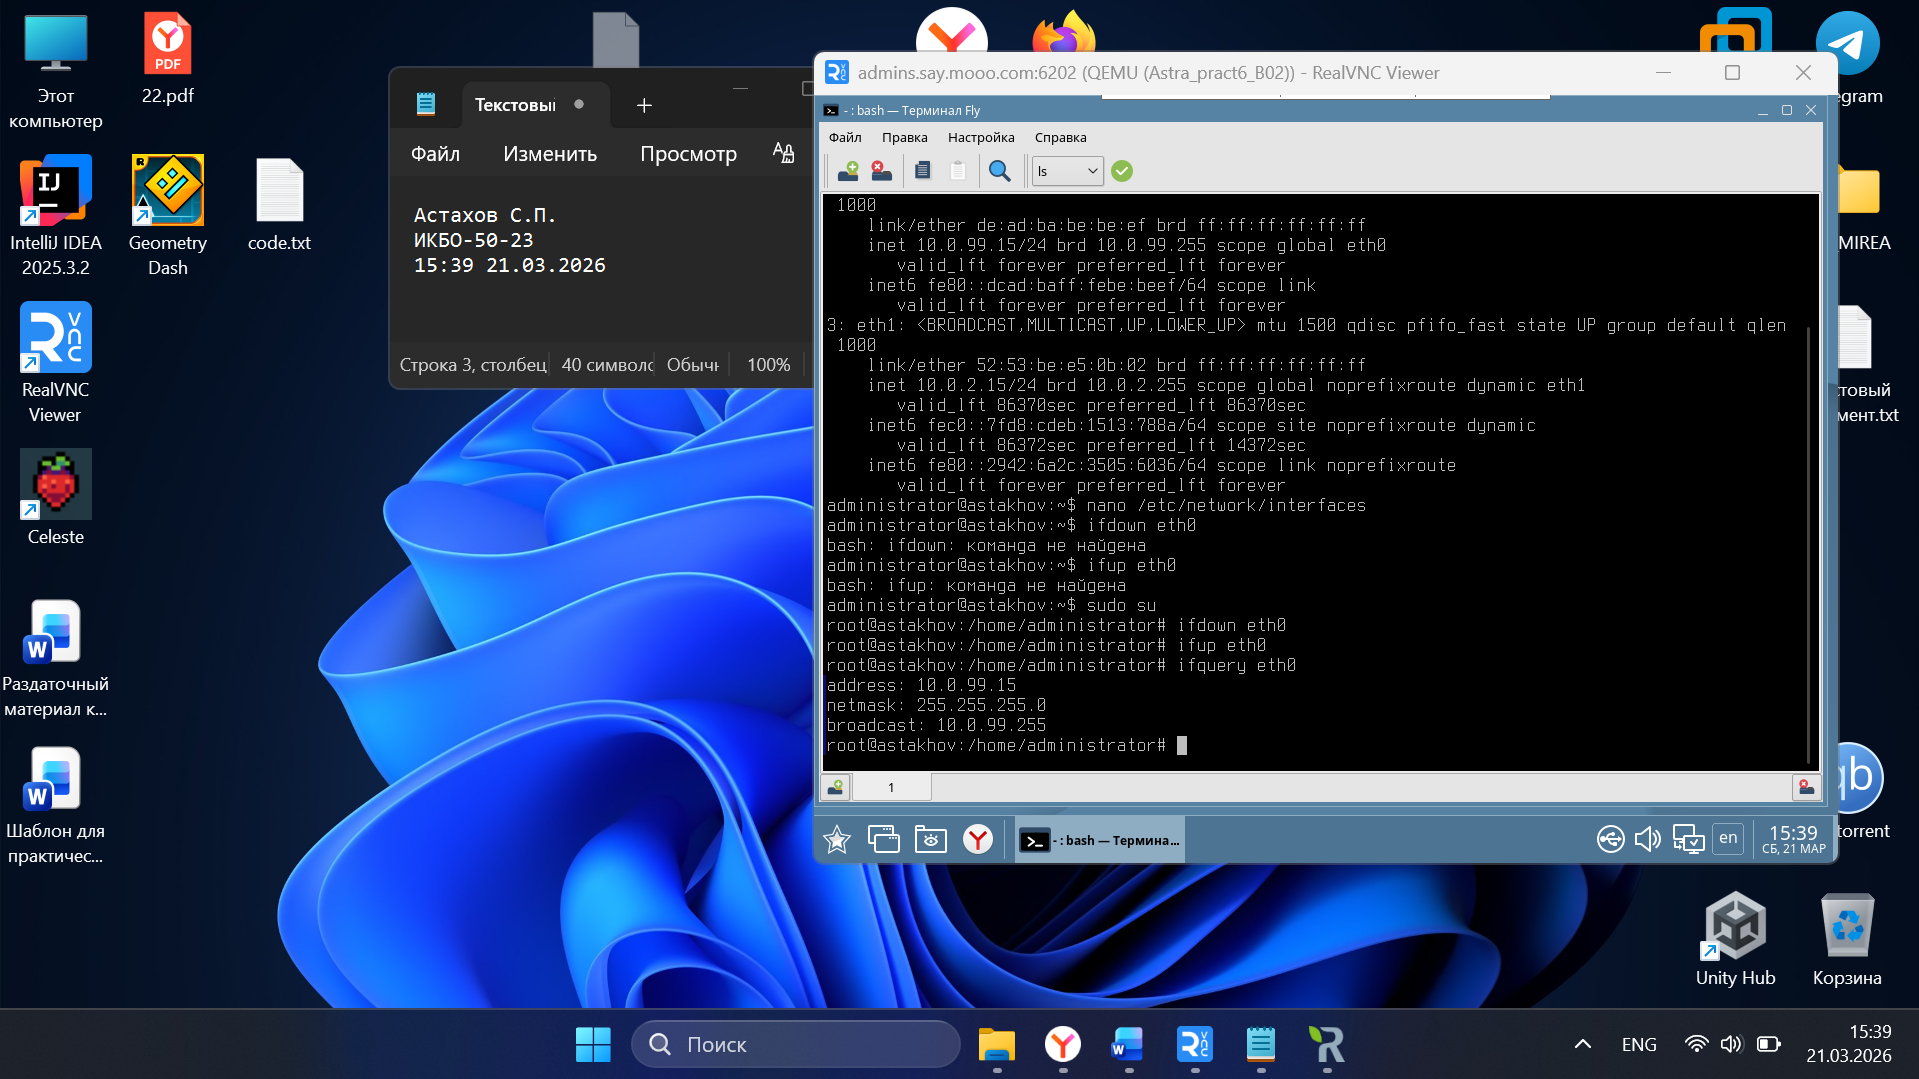 Этот
компьютер
PDF
22.pdf
IJ
IntelliJ IDEA
2025.3.2
Geometry
Dash
code.txt
RealVNC
Viewer
Celeste
Раздаточный
материал к...
Шаблон для
практичес...
Текстовы
Файл
Изменить
Просмотр
Астахов С.П.
ИКБО-50-23
15:39 21.03.2026
Строка 3, столбец
40 символо
Обычн
100%
admins.say.mooo.com:6202 (QEMU (Astra_pract6_B02)) - RealVNC Viewer
- : bash — Терминал Fly
Файл
Правка
Настройка
Справка
ls
1000
link/ether de:ad:ba:be:be:ef brd ff:ff:ff:ff:ff:ff
inet 10.0.99.15/24 brd 10.0.99.255 scope global eth0
valid_lft forever preferred_lft forever
inet6 fe80::dcad:baff:febe:beef/64 scope link
valid_lft forever preferred_lft forever
3: eth1: <BROADCAST,MULTICAST,UP,LOWER_UP> mtu 1500 qdisc pfifo_fast state UP group default qlen
1000
link/ether 52:53:be:e5:0b:02 brd ff:ff:ff:ff:ff:ff
inet 10.0.2.15/24 brd 10.0.2.255 scope global noprefixroute dynamic eth1
valid_lft 86370sec preferred_lft 86370sec
inet6 fec0::7fd8:cdeb:1513:788a/64 scope site noprefixroute dynamic
valid_lft 86372sec preferred_lft 14372sec
inet6 fe80::2942:6a2c:3505:6036/64 scope link noprefixroute
valid_lft forever preferred_lft forever
administrator@astakhov:~$ nano /etc/network/interfaces
administrator@astakhov:~$ ifdown eth0
bash: ifdown: команда не найдена
administrator@astakhov:~$ ifup eth0
bash: ifup: команда не найдена
administrator@astakhov:~$ sudo su
root@astakhov:/home/administrator# ifdown eth0
root@astakhov:/home/administrator# ifup eth0
root@astakhov:/home/administrator# ifquery eth0
address: 10.0.99.15
netmask: 255.255.255.0
broadcast: 10.0.99.255
root@astakhov:/home/administrator#
1
- : bash — Термина...
en
15:39
СБ, 21 МАР
egram
MIREA
стовый
мент.txt
qb
torrent
Unity Hub
Корзина
Поиск
ENG
15:39
21.03.2026